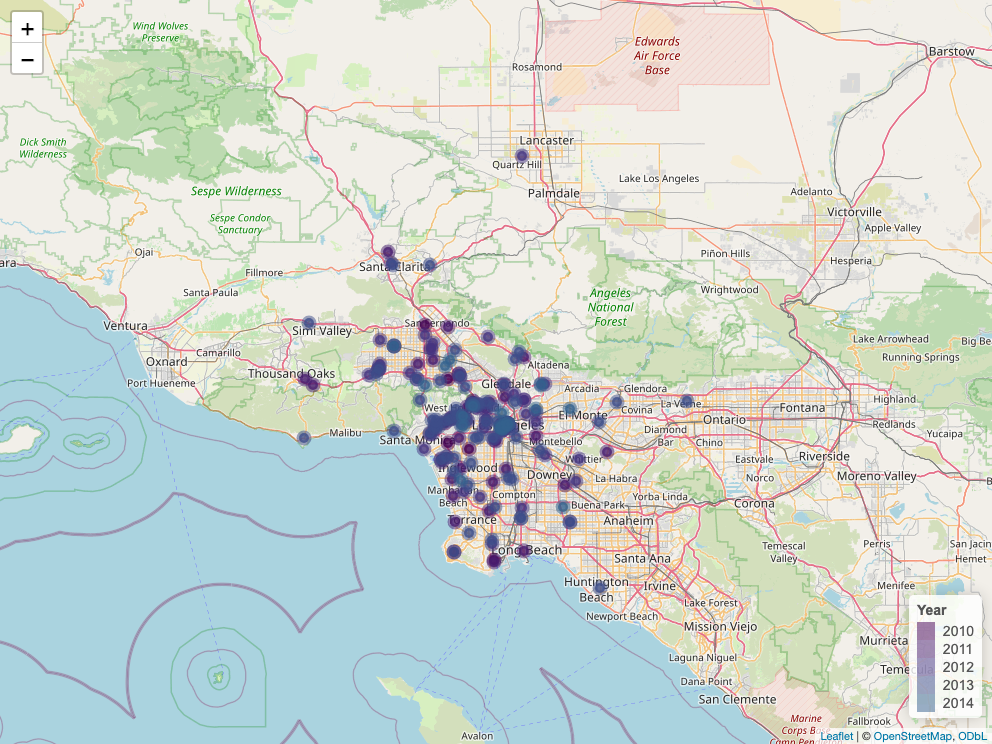 +
−
Wind Wolves
Preserve
Edwards
Air Force
Base
Rosamond
Barstow
Dick Smith
Wilderness
Lancaster
Quartz Hill
Lake Los Angeles
Palmdale
Adelanto
Victorville
Apple Valley
Sespe Wilderness
Sespe Condor
Sanctuary
Ojai
Piñon Hills
Hesperia
ara
Fillmore
Santa Clarita
Wrightwood
Santa Paula
Angeles
National
Forest
Ventura
Simi Valley
San Fernando
Lake Arrowhead
Big Be
Camarillo
Running Springs
Oxnard
Thousand Oaks
Altadena
Port Hueneme
Glendale
Arcadia
Glendora
La Verne
Fontana
Highland
West
El Monte
Covina
Ontario
Redlands
Malibu
Los Angeles
Diamond
Bar
Chino
Yucaipa
Santa Monica
Montebello
Eastvale
Riverside
Inglewood
Whittier
Downey
La Habra
Norco
Moreno Valley
B
Manhattan
Beach
Compton
Buena Park
Yorba Linda
Corona
Torrance
Anaheim
Long Beach
Santa Ana
Temescal
Valley
Perris
San Jacin
Hemet
Huntington
Beach
Irvine
Menifee
Newport Beach
Lake Forest
Mission Viejo
Murrieta
Laguna Niguel
Temecula
Dana Point
San Clemente
Marine
Corps Base
Camp Pendleton
Fallbrook
Avalon
Year
2010
2011
2012
2013
2014
Leaflet | © OpenStreetMap, ODbL